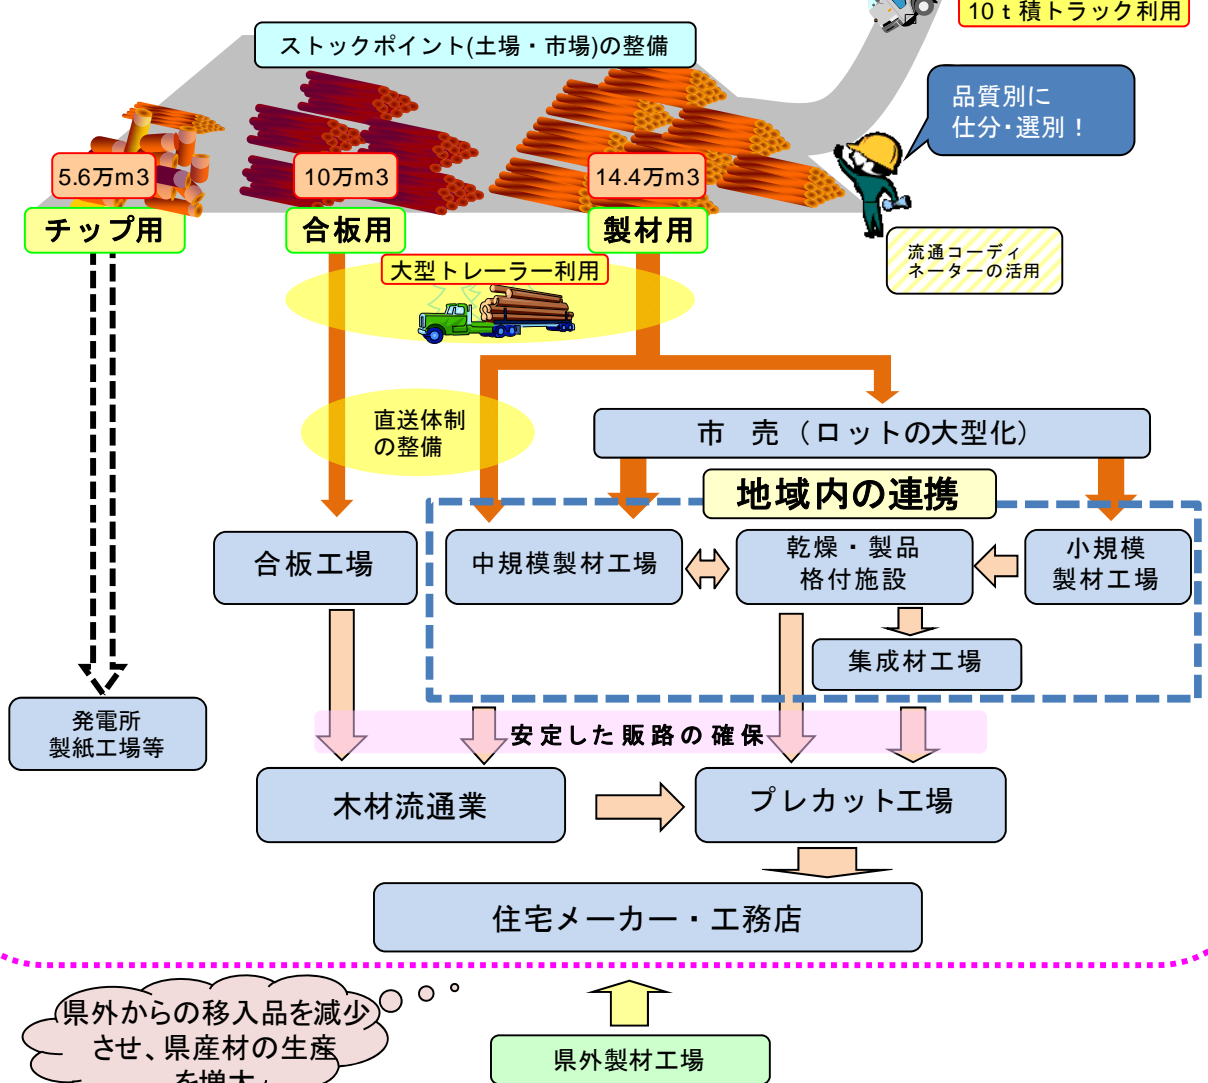 10ｔ積トラック利用
ストックポイント(土場・市場)の整備
品質別に
仕分・選別！
5.6万m3
10万m3
14.4万m3
チップ用
合板用
製材用
流通コーディ
ネーターの活用
大型トレーラー利用
直送体制
の整備
市　売（ロットの大型化）
地域内の連携
合板工場
中規模製材工場
乾燥・製品
格付施設
小規模
製材工場
集成材工場
発電所
製紙工場等
安定した販路の確保
木材流通業
プレカット工場
住宅メーカー・工務店
県外からの移入品を減少
させ、県産材の生産
を増大
県外製材工場